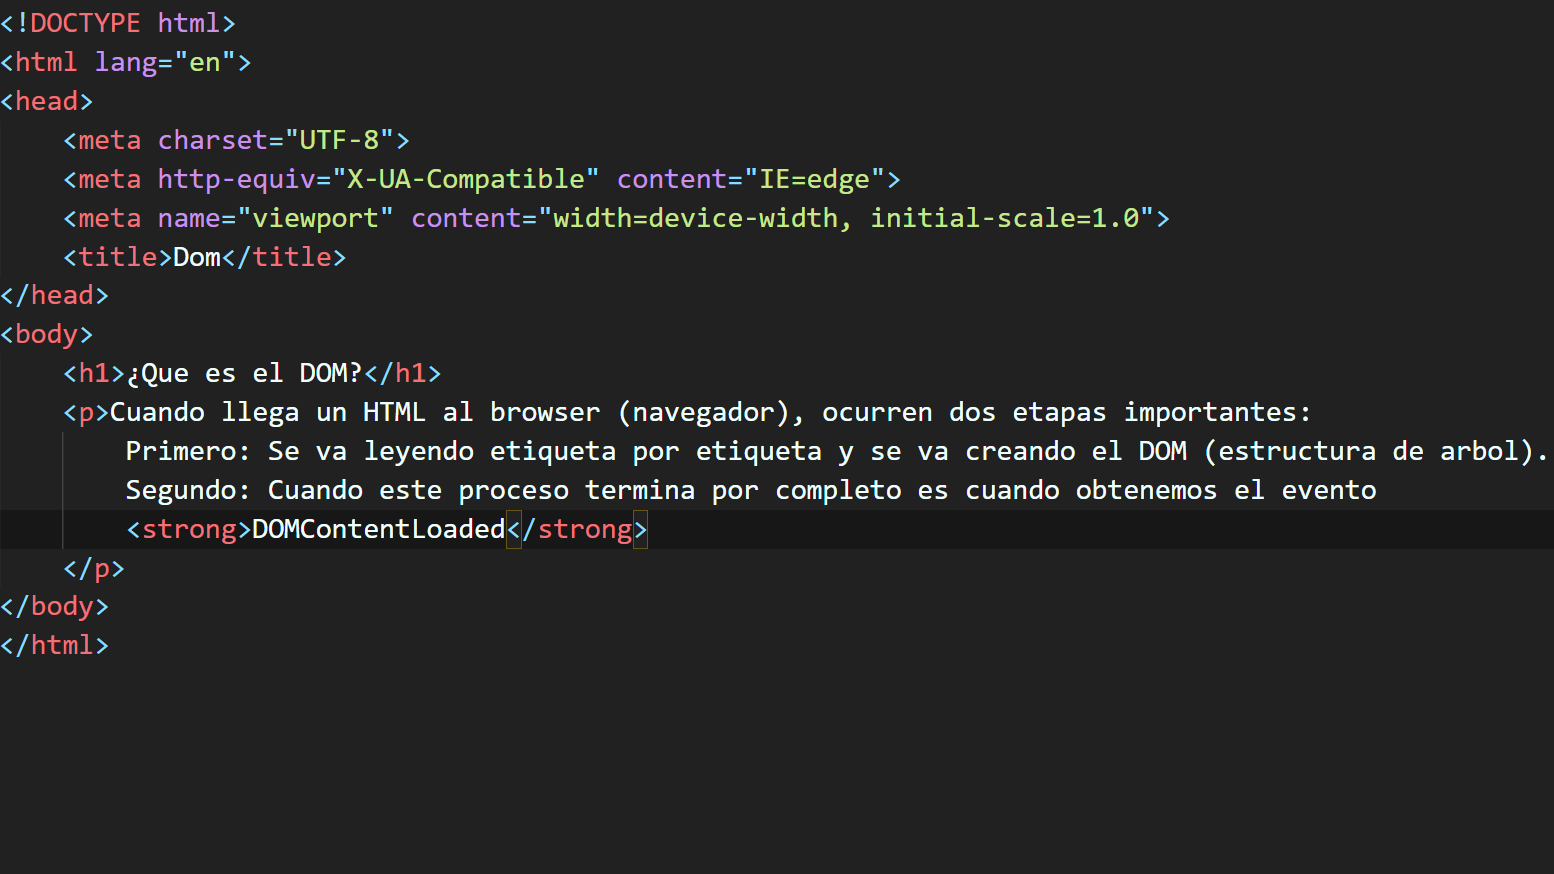 <!DOCTYPE html>
<html lang="en">
<head>
    <meta charset="UTF-8">
    <meta http-equiv="X-UA-Compatible" content="IE=edge">
    <meta name="viewport" content="width=device-width, initial-scale=1.0">
    <title>Dom</title>
</head>
<body>
    <h1>¿Que es el DOM?</h1>
    <p>Cuando llega un HTML al browser (navegador), ocurren dos etapas importantes:
        Primero: Se va leyendo etiqueta por etiqueta y se va creando el DOM (estructura de arbol).
        Segundo: Cuando este proceso termina por completo es cuando obtenemos el evento
        <strong>DOMContentLoaded</strong>
    </p>
</body>
</html>